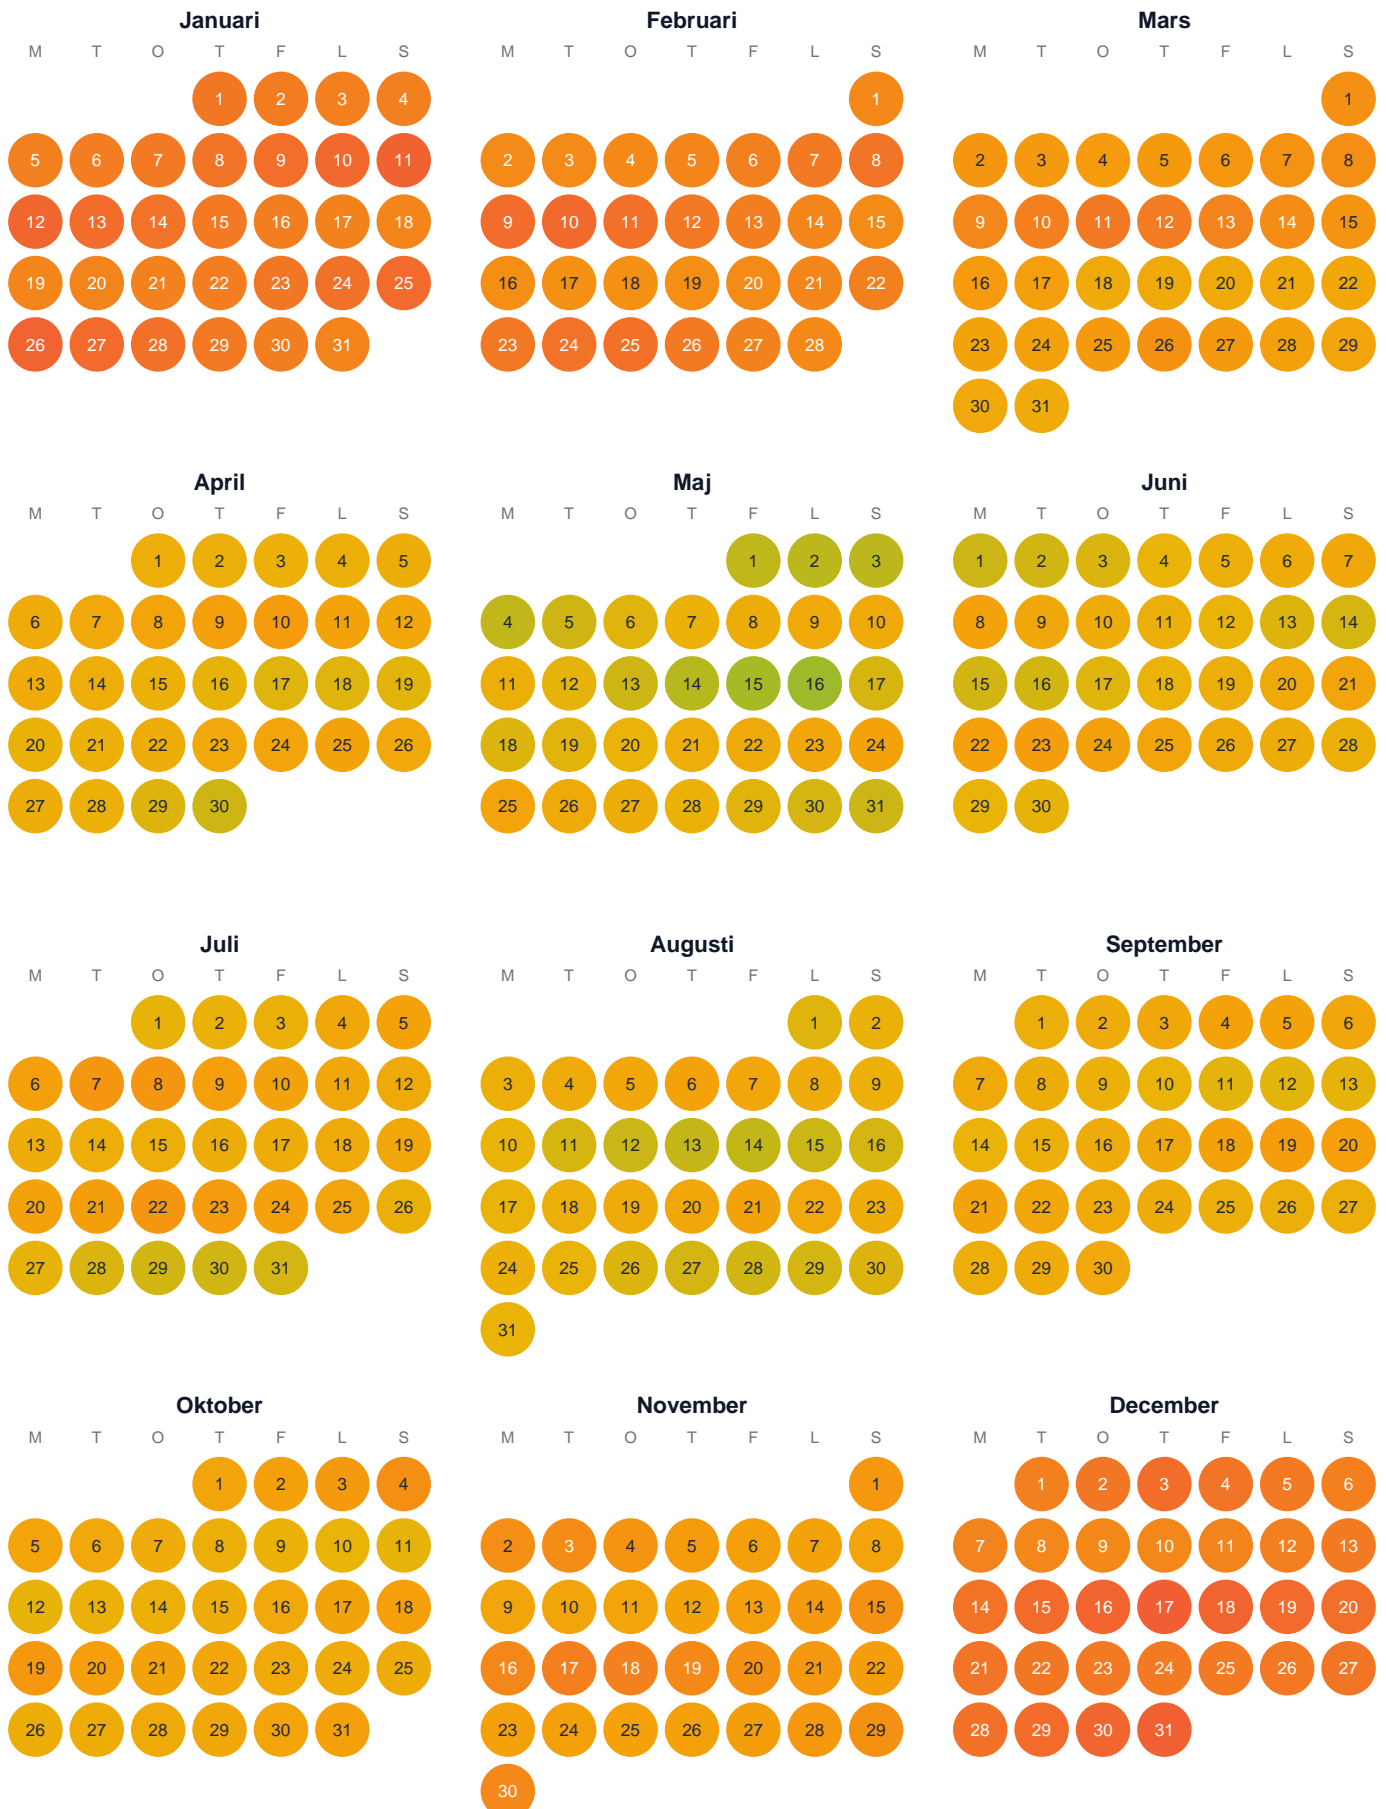 Januari Februari Mars
M T O T F L S M T O T F L S M T O T F L S
1 2 3 4 1 1
5 6 7 8 9 10 11 2 3 4 5 6 7 8 2 3 4 5 6 7 8
12 13 14 15 16 17 18 9 10 11 12 13 14 15 9 10 11 12 13 14 15
19 20 21 22 23 24 25 16 17 18 19 20 21 22 16 17 18 19 20 21 22
26 27 28 29 30 31 23 24 25 26 27 28 23 24 25 26 27 28 29
30 31
April Maj Juni
M T O T F L S M T O T F L S M T O T F L S
1 2 3 4 5 1 2 3 1 2 3 4 5 6 7
6 7 8 9 10 11 12 4 5 6 7 8 9 10 8 9 10 11 12 13 14
13 14 15 16 17 18 19 11 12 13 14 15 16 17 15 16 17 18 19 20 21
20 21 22 23 24 25 26 18 19 20 21 22 23 24 22 23 24 25 26 27 28
27 28 29 30 25 26 27 28 29 30 31 29 30
Juli Augusti September
M T O T F L S M T O T F L S M T O T F L S
1 2 3 4 5 1 2 1 2 3 4 5 6
6 7 8 9 10 11 12 3 4 5 6 7 8 9 7 8 9 10 11 12 13
13 14 15 16 17 18 19 10 11 12 13 14 15 16 14 15 16 17 18 19 20
20 21 22 23 24 25 26 17 18 19 20 21 22 23 21 22 23 24 25 26 27
27 28 29 30 31 24 25 26 27 28 29 30 28 29 30
31
Oktober November December
M T O T F L S M T O T F L S M T O T F L S
1 2 3 4 1 1 2 3 4 5 6
5 6 7 8 9 10 11 2 3 4 5 6 7 8 7 8 9 10 11 12 13
12 13 14 15 16 17 18 9 10 11 12 13 14 15 14 15 16 17 18 19 20
19 20 21 22 23 24 25 16 17 18 19 20 21 22 21 22 23 24 25 26 27
26 27 28 29 30 31 23 24 25 26 27 28 29 28 29 30 31
30